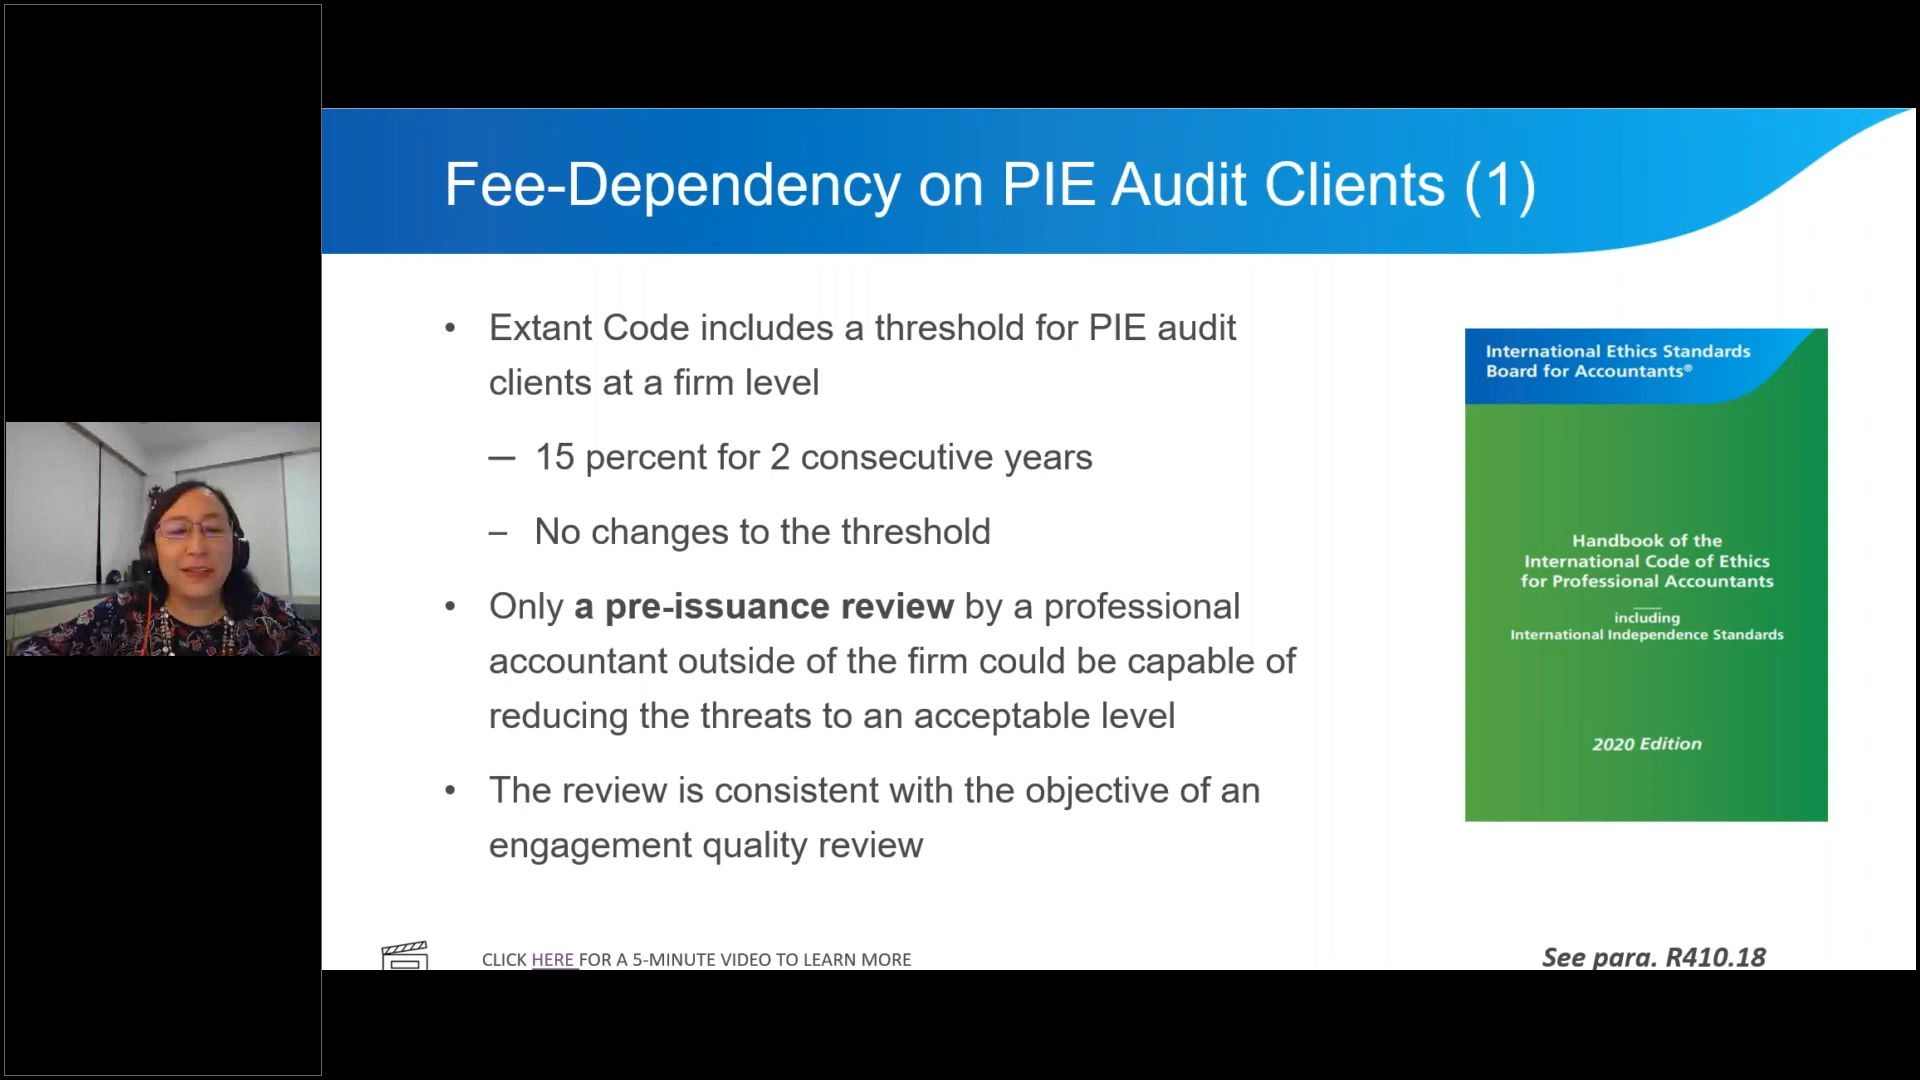 Fee-Dependency on PIE Audit Clients (1)
• Extant Code includes a threshold for PIE audit
clients at a firm level
– 15 percent for 2 consecutive years
– No changes to the threshold
• Only a pre-issuance review by a professional
accountant outside of the firm could be capable of
reducing the threats to an acceptable level
• The review is consistent with the objective of an
engagement quality review
International Ethics Standards
Board for Accountants®
Handbook of the
International Code of Ethics
for Professional Accountants
including
International Independence Standards
2020 Edition
CLICK HERE FOR A 5-MINUTE VIDEO TO LEARN MORE
See para. R410.18